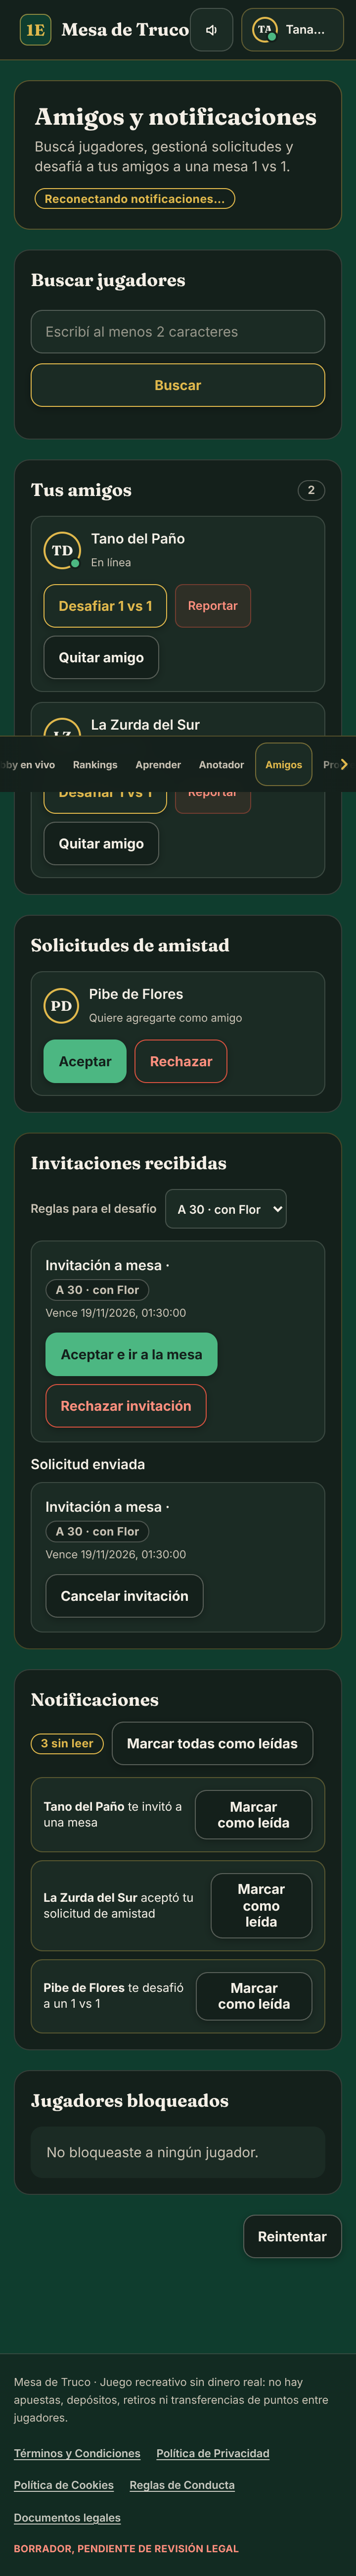 1E Mesa de Truco TA Tana...
Amigos y notificaciones
Buscá jugadores, gestioná solicitudes y
desafiá a tus amigos a una mesa 1 vs 1.
Reconectando notificaciones...
Buscar jugadores
Escribí al menos 2 caracteres
Buscar
Tus amigos 2
TD Tano del Paño
En línea
Desafiar 1 vs 1 Reportar
Quitar amigo
LZ La Zurda del Sur
oby en vivo Rankings Aprender Anotador Amigos Pro
Desafiar 1 vs 1 Reportar
Quitar amigo
Solicitudes de amistad
PD Pibe de Flores
Quiere agregarte como amigo
Aceptar Rechazar
Invitaciones recibidas
Reglas para el desafío A 30 · con Flor
Invitación a mesa ·
A 30 · con Flor
Vence 19/11/2026, 01:30:00
Aceptar e ir a la mesa
Rechazar invitación
Solicitud enviada
Invitación a mesa ·
A 30 · con Flor
Vence 19/11/2026, 01:30:00
Cancelar invitación
Notificaciones
3 sin leer Marcar todas como leídas
Tano del Paño te invitó a
una mesa
Marcar
como leída
La Zurda del Sur aceptó tu
solicitud de amistad
Marcar
como
leída
Pibe de Flores te desafió
a un 1 vs 1
Marcar
como leída
Jugadores bloqueados
No bloqueaste a ningún jugador.
Reintentar
Mesa de Truco · Juego recreativo sin dinero real: no hay
apuestas, depósitos, retiros ni transferencias de puntos entre
jugadores.
Términos y Condiciones Política de Privacidad
Política de Cookies Reglas de Conducta
Documentos legales
BORRADOR, PENDIENTE DE REVISIÓN LEGAL